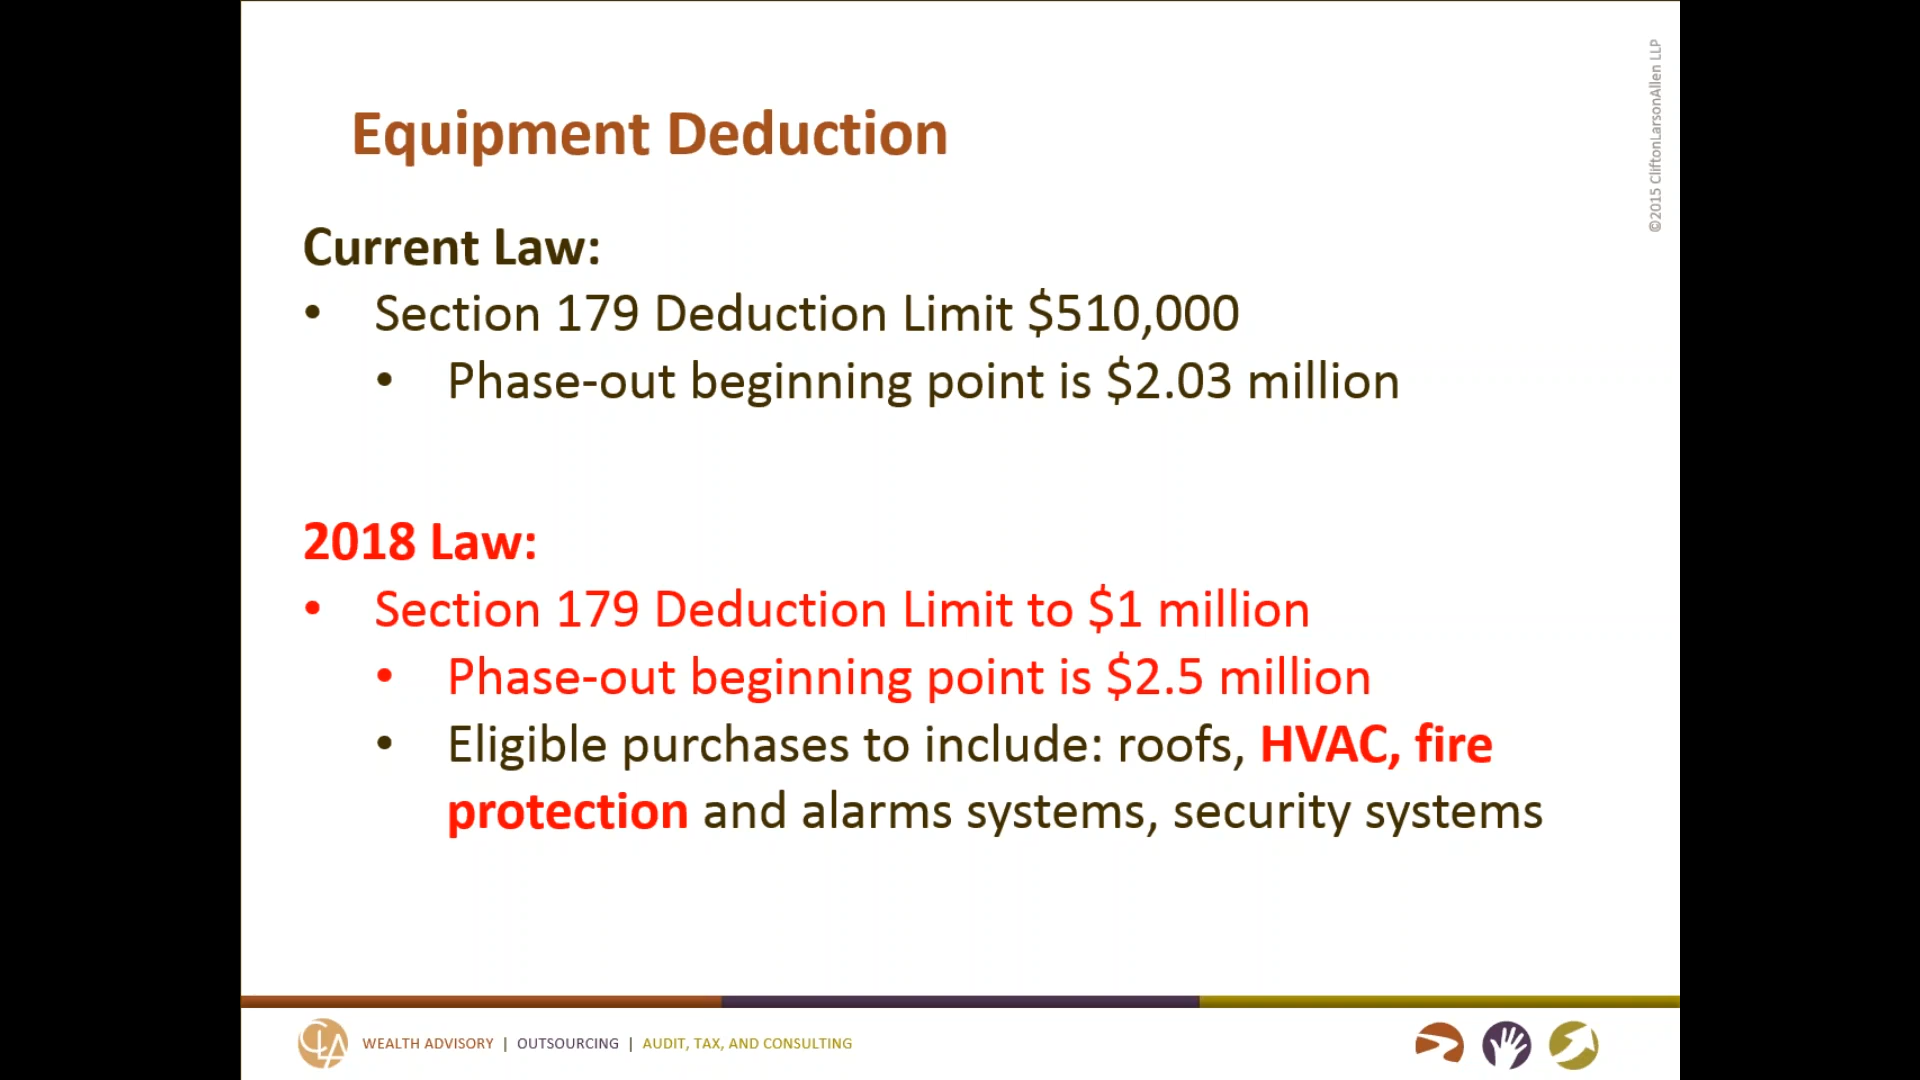 ©2015 CliftonLarsonAllen LLP
Equipment Deduction
Current Law:
• Section 179 Deduction Limit $510,000
• Phase-out beginning point is $2.03 million
2018 Law:
• Section 179 Deduction Limit to $1 million
• Phase-out beginning point is $2.5 million
• Eligible purchases to include: roofs, HVAC, fire
protection and alarms systems, security systems
CLA WEALTH ADVISORY | OUTSOURCING | AUDIT, TAX, AND CONSULTING